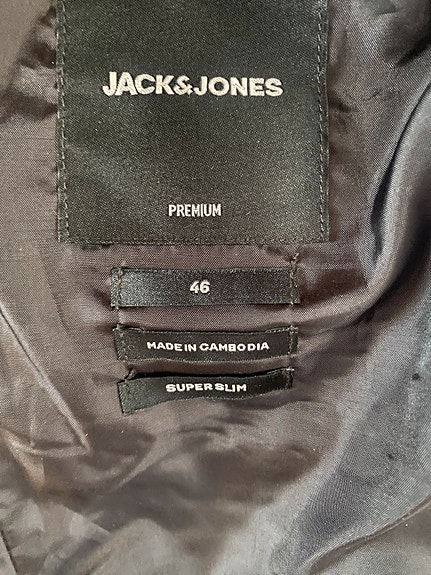 JACK&JONES
PREMIUM
46
MADE IN CAMBODIA
SUPER SLIM